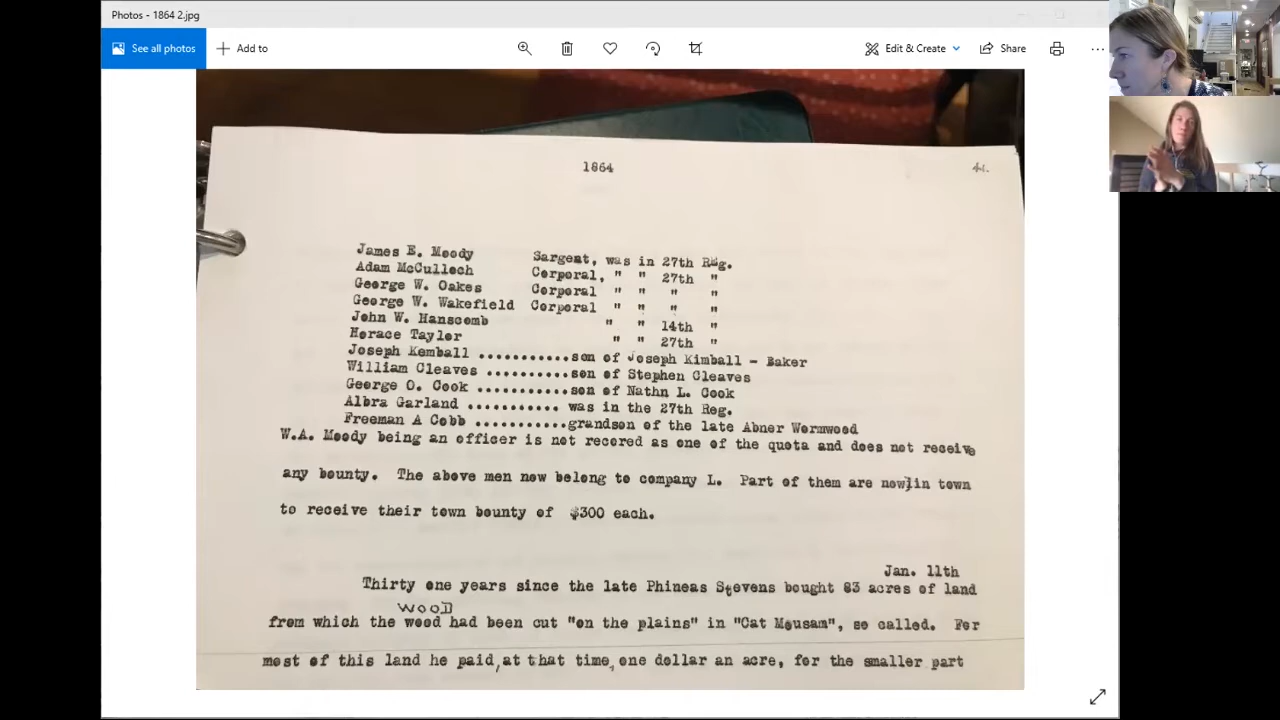 Photos - 1864 2.jpg
See all photos
Add to
Edit & Create
Share
1864
James E. Moody Sargent, was in 27th Reg.
Adam McCulloch Corporal, " " 27th "
George W. Oakes Corporal " " " "
George W. Wakefield Corporal " " " "
John W. Hanscomb " " 14th "
Horace Taylor " " 27th "
Joseph Kemball ...........son of Joseph Kimball - Baker
William Cleaves ..........son of Stephen Cleaves
George O. Cook ...........son of Nathn L. Cook
Albra Garland ........... was in the 27th Reg.
Freeman A Cobb ...........grandson of the late Abner Wormwood
W.A. Moody being an officer is not recored as one of the quota and does not receive
any bounty. The above men now belong to company L. Part of them are now in town
to receive their town bounty of $300 each.
Jan. 11th
Thirty one years since the late Phineas Stevens bought 83 acres of land
WOOD
from which the wood had been cut "on the plains" in "Cat Mousam", so called. For
most of this land he paid, at that time, one dollar an acre, for the smaller part